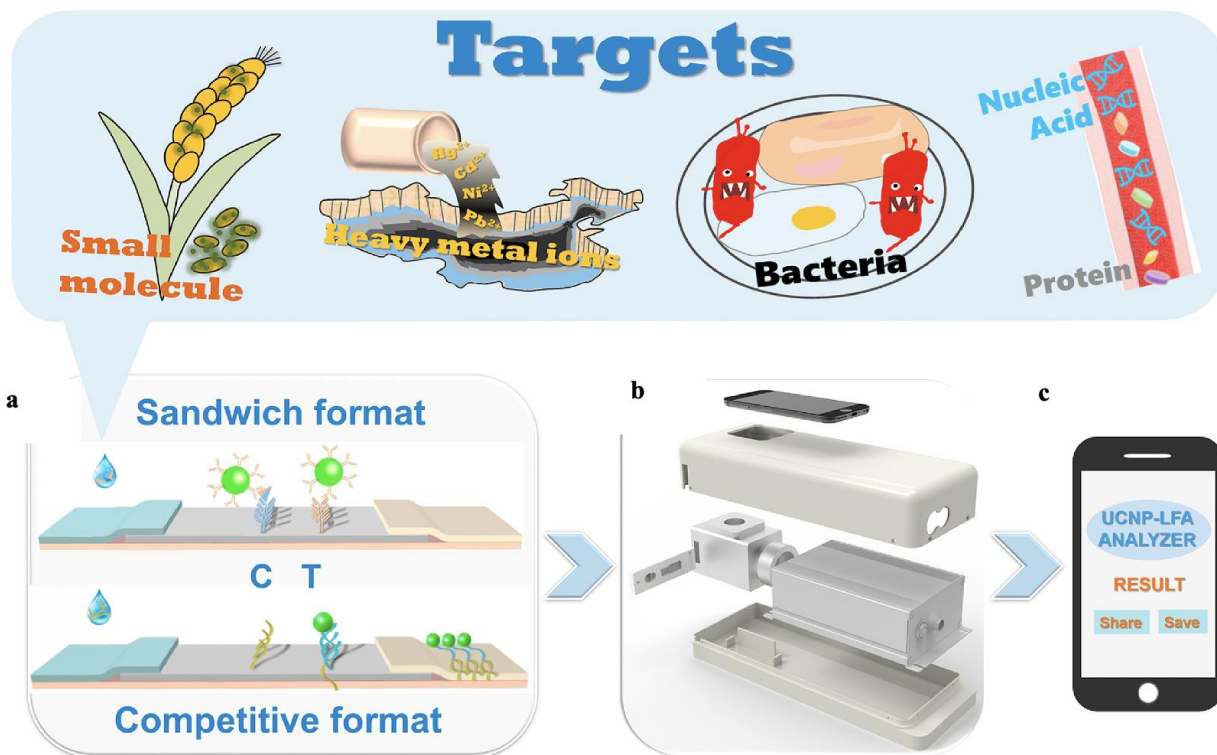 Targets
Small
molecule
Hg²⁺
Cd²⁺
Ni²⁺
Pb²⁺
Heavy metal ions
Bacteria
Nucleic
Acid
Protein
a
Sandwich format
C T
Competitive format
b
c
UCNP-LFA
ANALYZER
RESULT
Share Save